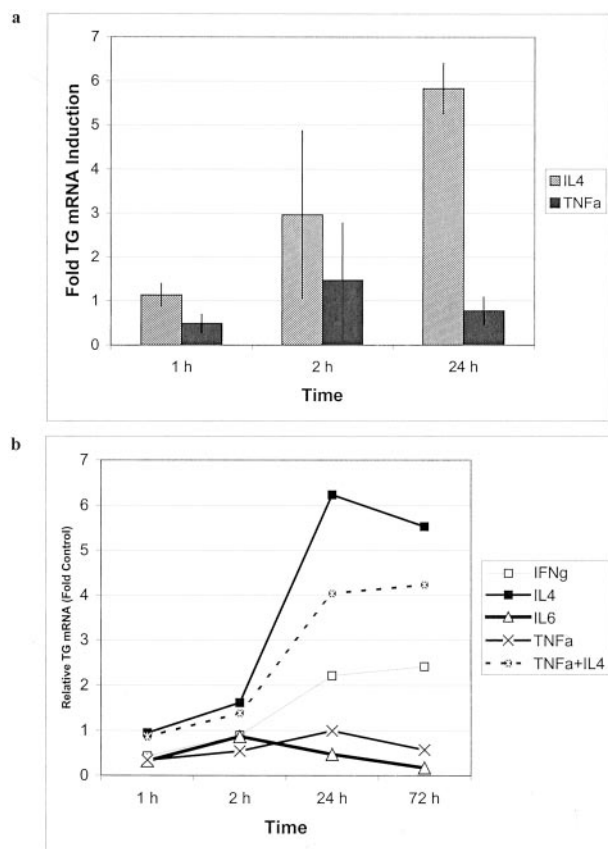 a
7
6
5
4
3
2
1
0
Fold TG mRNA Induction
1 h
2 h
24 h
Time
IL4
TNFa
b
7
6
5
4
3
2
1
0
Relative TG mRNA (Fold Control)
1 h
2 h
24 h
72 h
Time
IFNg
IL4
IL6
TNFa
TNFa+IL4